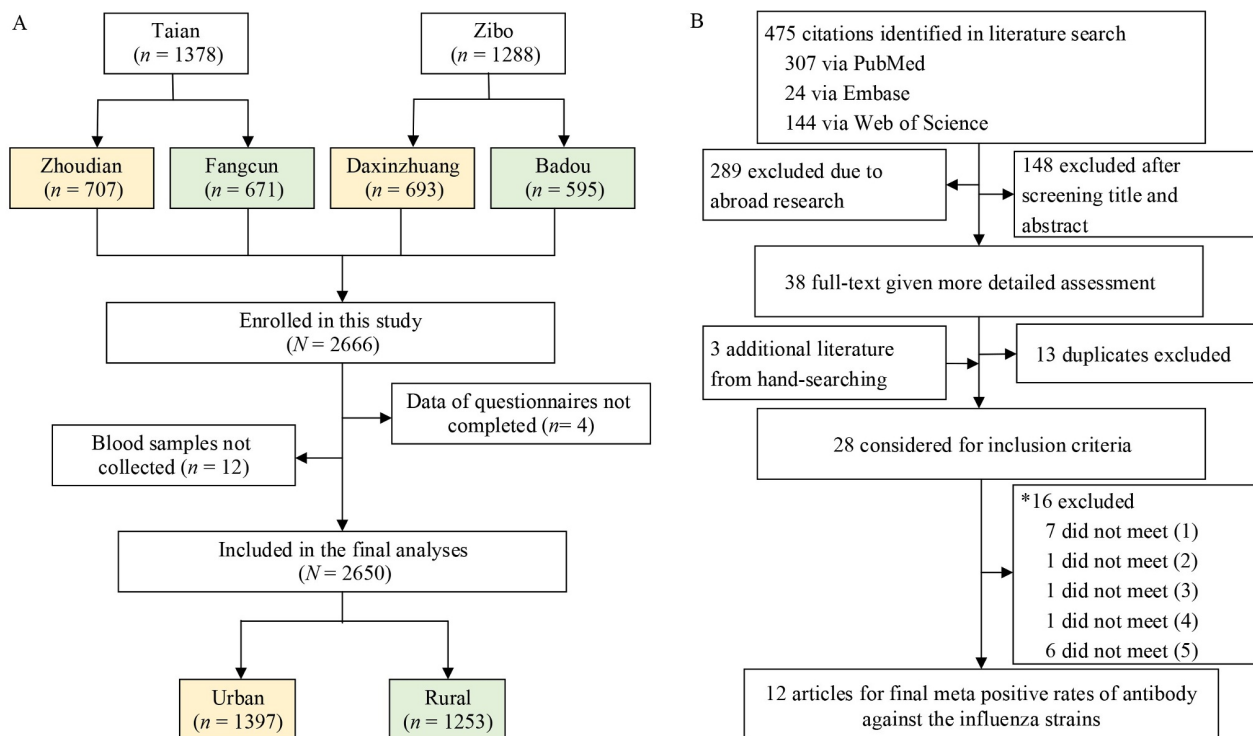 A
Taian
(n = 1378)
Zibo
(n = 1288)
Zhoudian
(n = 707)
Fangcun
(n = 671)
Daxinzhuang
(n = 693)
Badou
(n = 595)
Enrolled in this study
(N = 2666)
Data of questionnaires not
completed (n= 4)
Blood samples not
collected (n = 12)
Included in the final analyses
(N = 2650)
Urban
(n = 1397)
Rural
(n = 1253)
B
475 citations identified in literature search
307 via PubMed
24 via Embase
144 via Web of Science
289 excluded due to
abroad research
148 excluded after
screening title and
abstract
38 full-text given more detailed assessment
3 additional literature
from hand-searching
13 duplicates excluded
28 considered for inclusion criteria
*16 excluded
7 did not meet (1)
1 did not meet (2)
1 did not meet (3)
1 did not meet (4)
6 did not meet (5)
12 articles for final meta positive rates of antibody
against the influenza strains